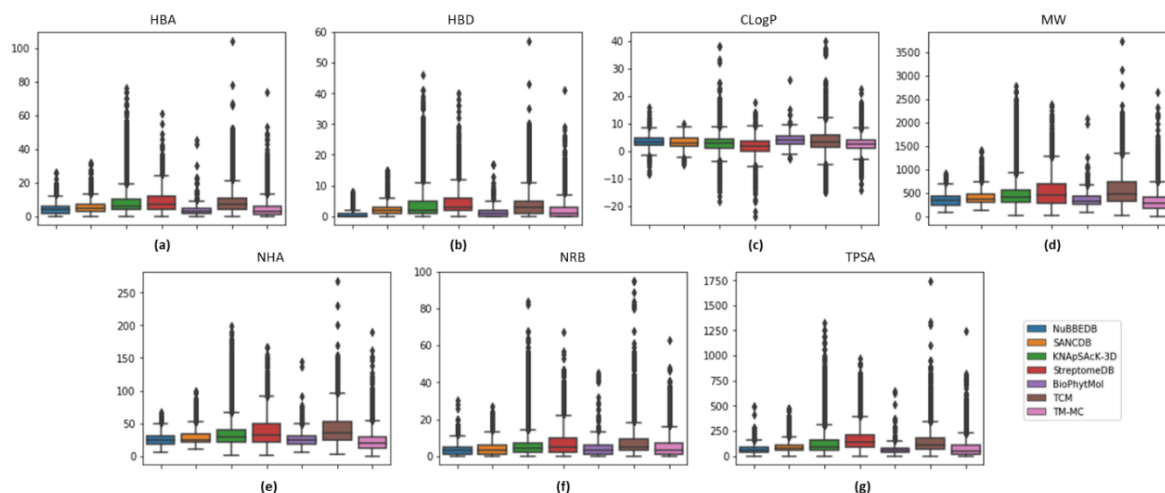 HBA
HBD
CLogP
MW
100
80
60
40
20
0
60
50
40
30
20
10
0
40
30
20
10
0
−10
−20
3500
3000
2500
2000
1500
1000
500
0
(a)
(b)
(c)
(d)
NHA
NRB
TPSA
250
200
150
100
50
0
100
80
60
40
20
0
1750
1500
1250
1000
750
500
250
0
NuBBEDB
SANCDB
KNApSAcK-3D
StreptomeDB
BioPhytMol
TCM
TM-MC
(e)
(f)
(g)